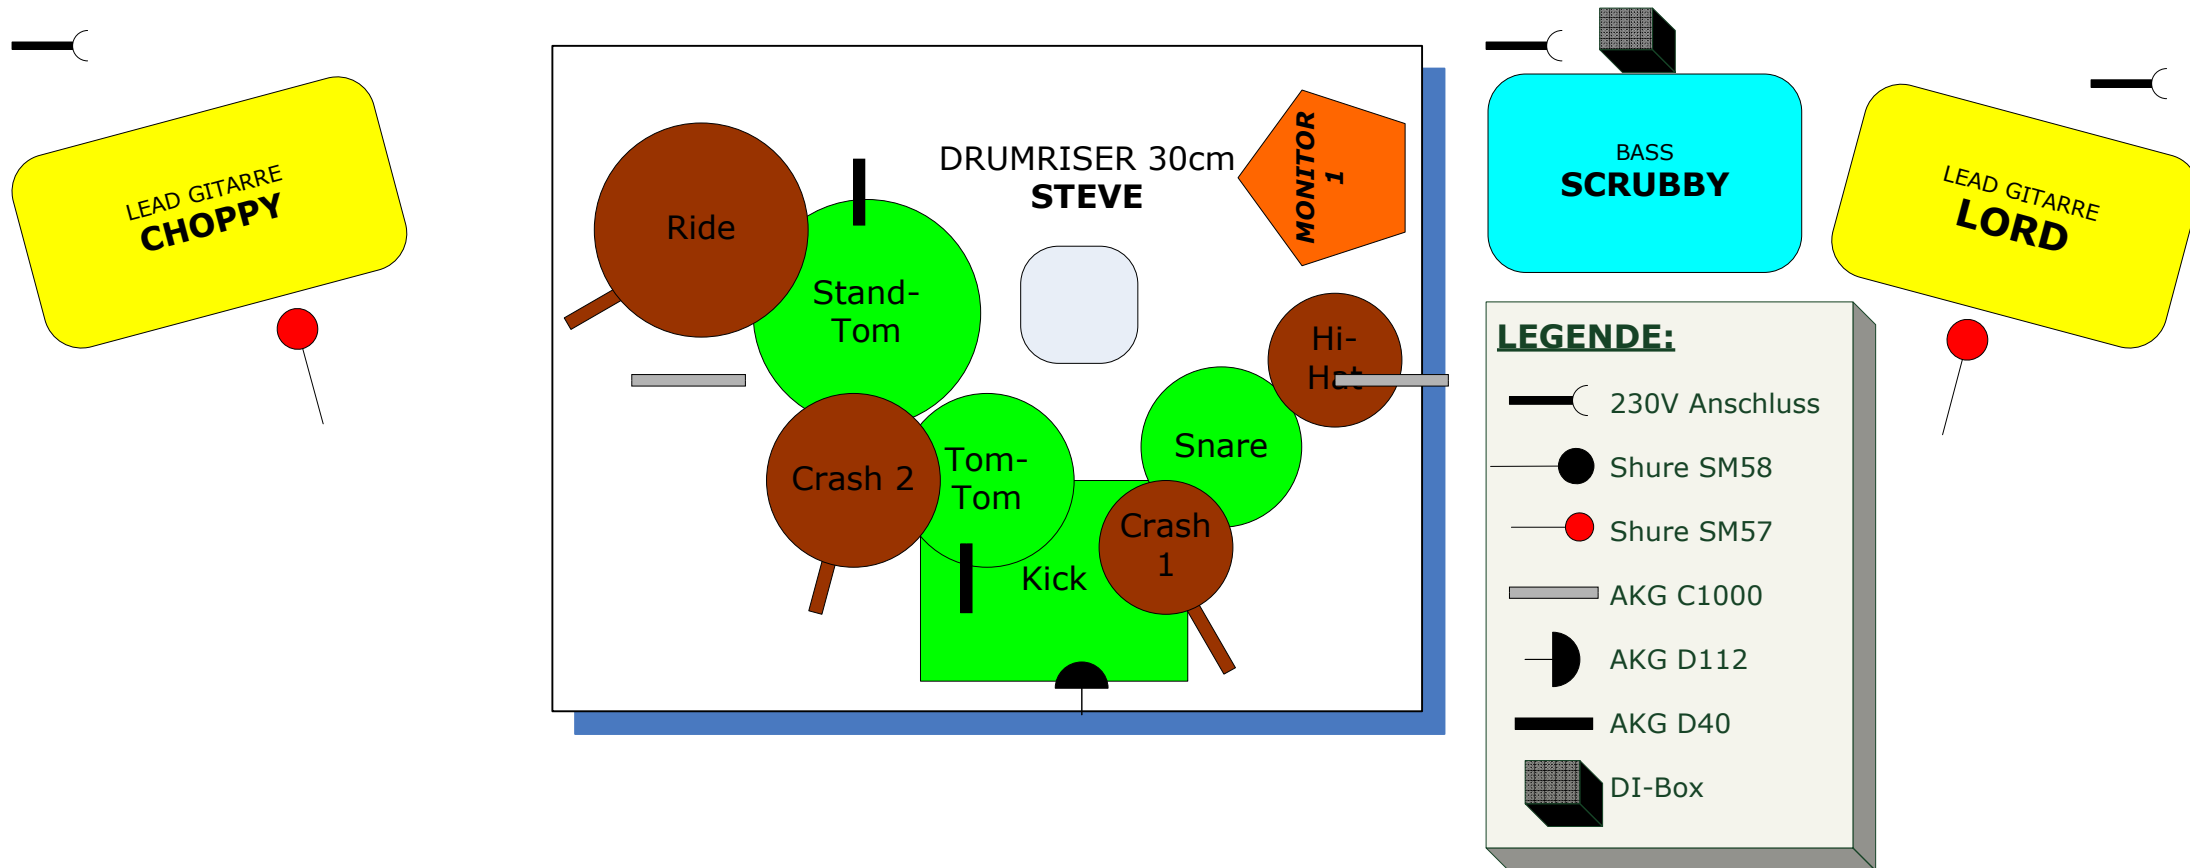 LEAD GITARRE
CHOPPY
DRUMRISER 30cm
STEVE
MONITOR
1
Ride
Stand-
Tom
Hi-
Hat
Snare
Crash 2
Tom-
Tom
Crash
1
Kick
BASS
SCRUBBY
LEAD GITARRE
LORD
LEGENDE:
230V Anschluss
Shure SM58
Shure SM57
AKG C1000
AKG D112
AKG D40
DI-Box